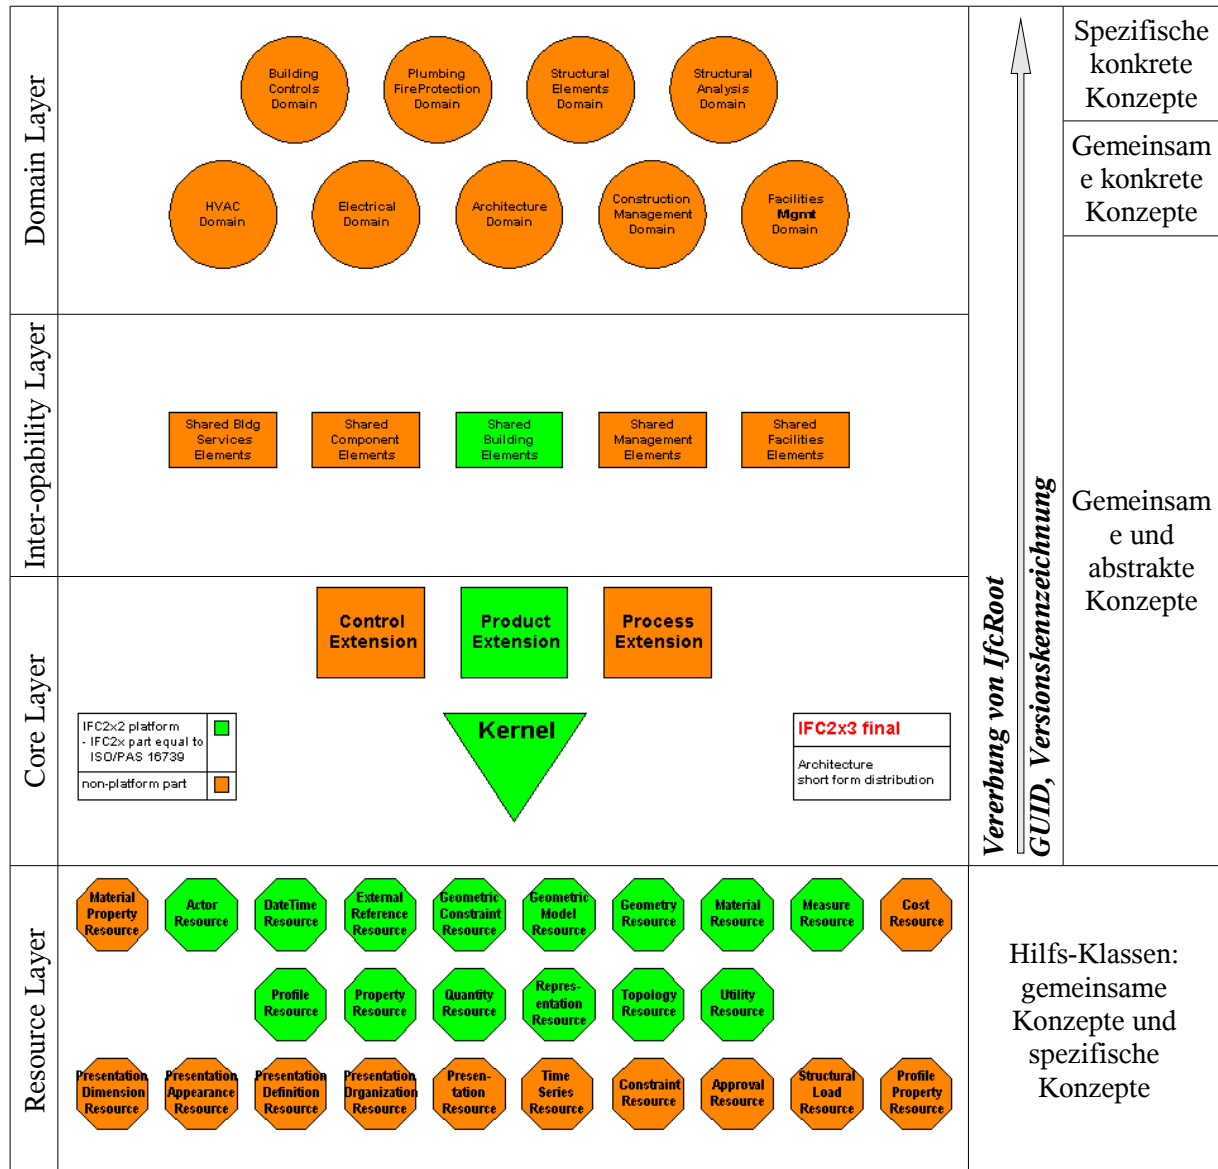 Domain Layer
Building
Controls
Domain
Plumbing
FireProtection
Domain
Structural
Elements
Domain
Structural
Analysis
Domain
HVAC
Domain
Electrical
Domain
Architecture
Domain
Construction
Management
Domain
Facilities
Mgmt
Domain
Inter-opability Layer
Shared Bldg
Services
Elements
Shared
Component
Elements
Shared
Building
Elements
Shared
Management
Elements
Shared
Facilities
Elements
Core Layer
Control
Extension
Product
Extension
Process
Extension
Kernel
IFC2x2 platform
- IFC2x part equal to
ISO/PAS 16739
non-platform part
IFC2x3 final
Architecture
short form distribution
Resource Layer
Material
Property
Resource
Actor
Resource
DateTime
Resource
External
Reference
Resource
Geometric
Constraint
Resource
Geometric
Model
Resource
Geometry
Resource
Material
Resource
Measure
Resource
Cost
Resource
Profile
Resource
Property
Resource
Quantity
Resource
Repres-
entation
Resource
Topology
Resource
Utility
Resource
Presentation
Dimension
Resource
Presentation
Appearance
Resource
Presentation
Definition
Resource
Presentation
Organization
Resource
Presen-
tation
Resource
Time
Series
Resource
Constraint
Resource
Approval
Resource
Structural
Load
Resource
Profile
Property
Resource
Vererbung von IfcRoot
GUID, Versionskennzeichnung
Spezifische
konkrete
Konzepte
Gemeinsam
e konkrete
Konzepte
Gemeinsam
e und
abstrakte
Konzepte
Hilfs-Klassen:
gemeinsame
Konzepte und
spezifische
Konzepte